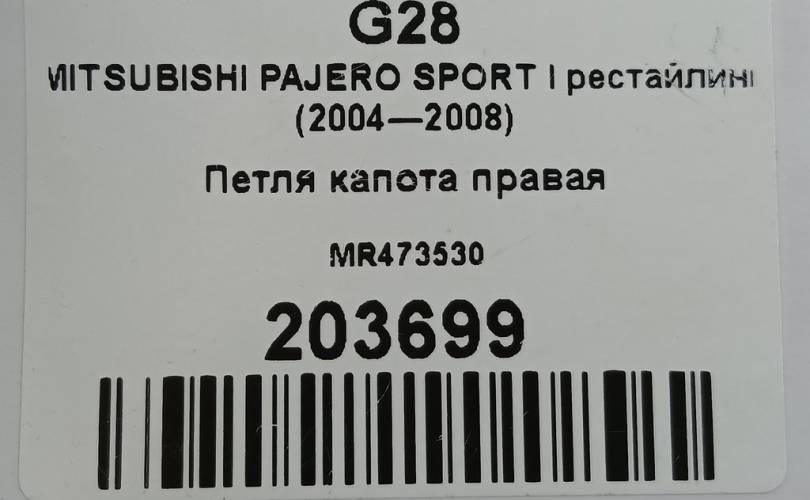 G28
MITSUBISHI PAJERO SPORT I рестайлинг
(2004—2008)
Петля капота правая
MR473530
203699